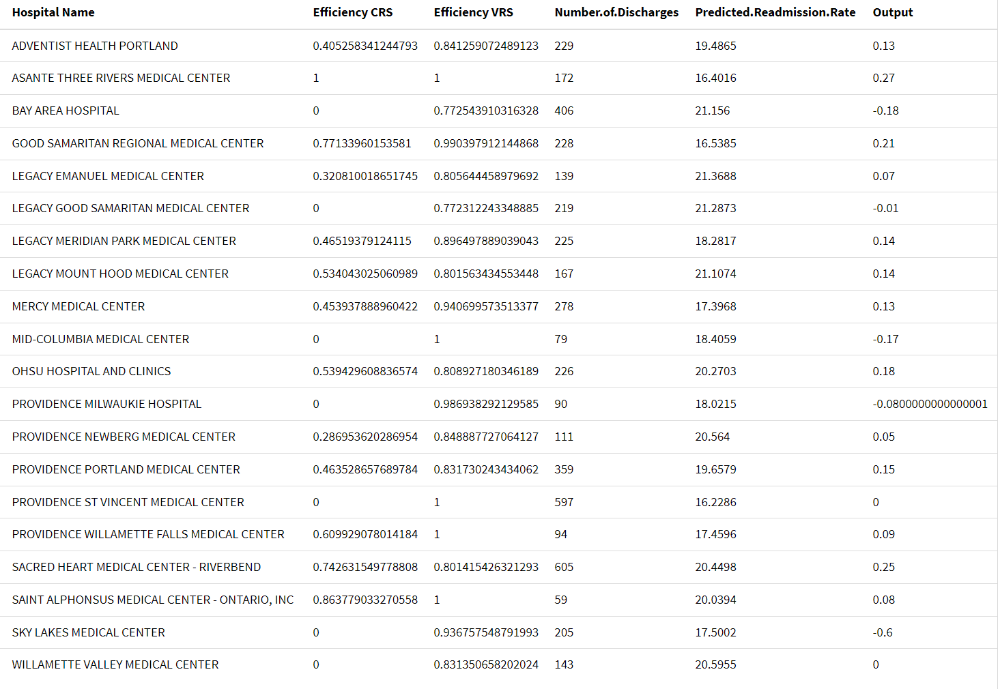 Hospital Name Efficiency CRS Efficiency VRS Number.of.Discharges Predicted.Readmission.Rate Output
ADVENTIST HEALTH PORTLAND 0.405258341244793 0.841259072489123 229 19.4865 0.13
ASANTE THREE RIVERS MEDICAL CENTER 1 1 172 16.4016 0.27
BAY AREA HOSPITAL 0 0.772543910316328 406 21.156 -0.18
GOOD SAMARITAN REGIONAL MEDICAL CENTER 0.77133960153581 0.990397912144868 228 16.5385 0.21
LEGACY EMANUEL MEDICAL CENTER 0.320810018651745 0.805644458979692 139 21.3688 0.07
LEGACY GOOD SAMARITAN MEDICAL CENTER 0 0.772312243348885 219 21.2873 -0.01
LEGACY MERIDIAN PARK MEDICAL CENTER 0.46519379124115 0.896497889039043 225 18.2817 0.14
LEGACY MOUNT HOOD MEDICAL CENTER 0.534043025060989 0.801563434553448 167 21.1074 0.14
MERCY MEDICAL CENTER 0.453937888960422 0.940699573513377 278 17.3968 0.13
MID-COLUMBIA MEDICAL CENTER 0 1 79 18.4059 -0.17
OHSU HOSPITAL AND CLINICS 0.539429608836574 0.808927180346189 226 20.2703 0.18
PROVIDENCE MILWAUKIE HOSPITAL 0 0.986938292129585 90 18.0215 -0.0800000000000001
PROVIDENCE NEWBERG MEDICAL CENTER 0.286953620286954 0.848887727064127 111 20.564 0.05
PROVIDENCE PORTLAND MEDICAL CENTER 0.463528657689784 0.831730243434062 359 19.6579 0.15
PROVIDENCE ST VINCENT MEDICAL CENTER 0 1 597 16.2286 0
PROVIDENCE WILLAMETTE FALLS MEDICAL CENTER 0.609929078014184 1 94 17.4596 0.09
SACRED HEART MEDICAL CENTER - RIVERBEND 0.742631549778808 0.801415426321293 605 20.4498 0.25
SAINT ALPHONSUS MEDICAL CENTER - ONTARIO, INC 0.863779033270558 1 59 20.0394 0.08
SKY LAKES MEDICAL CENTER 0 0.936757548791993 205 17.5002 -0.6
WILLAMETTE VALLEY MEDICAL CENTER 0 0.831350658202024 143 20.5955 0